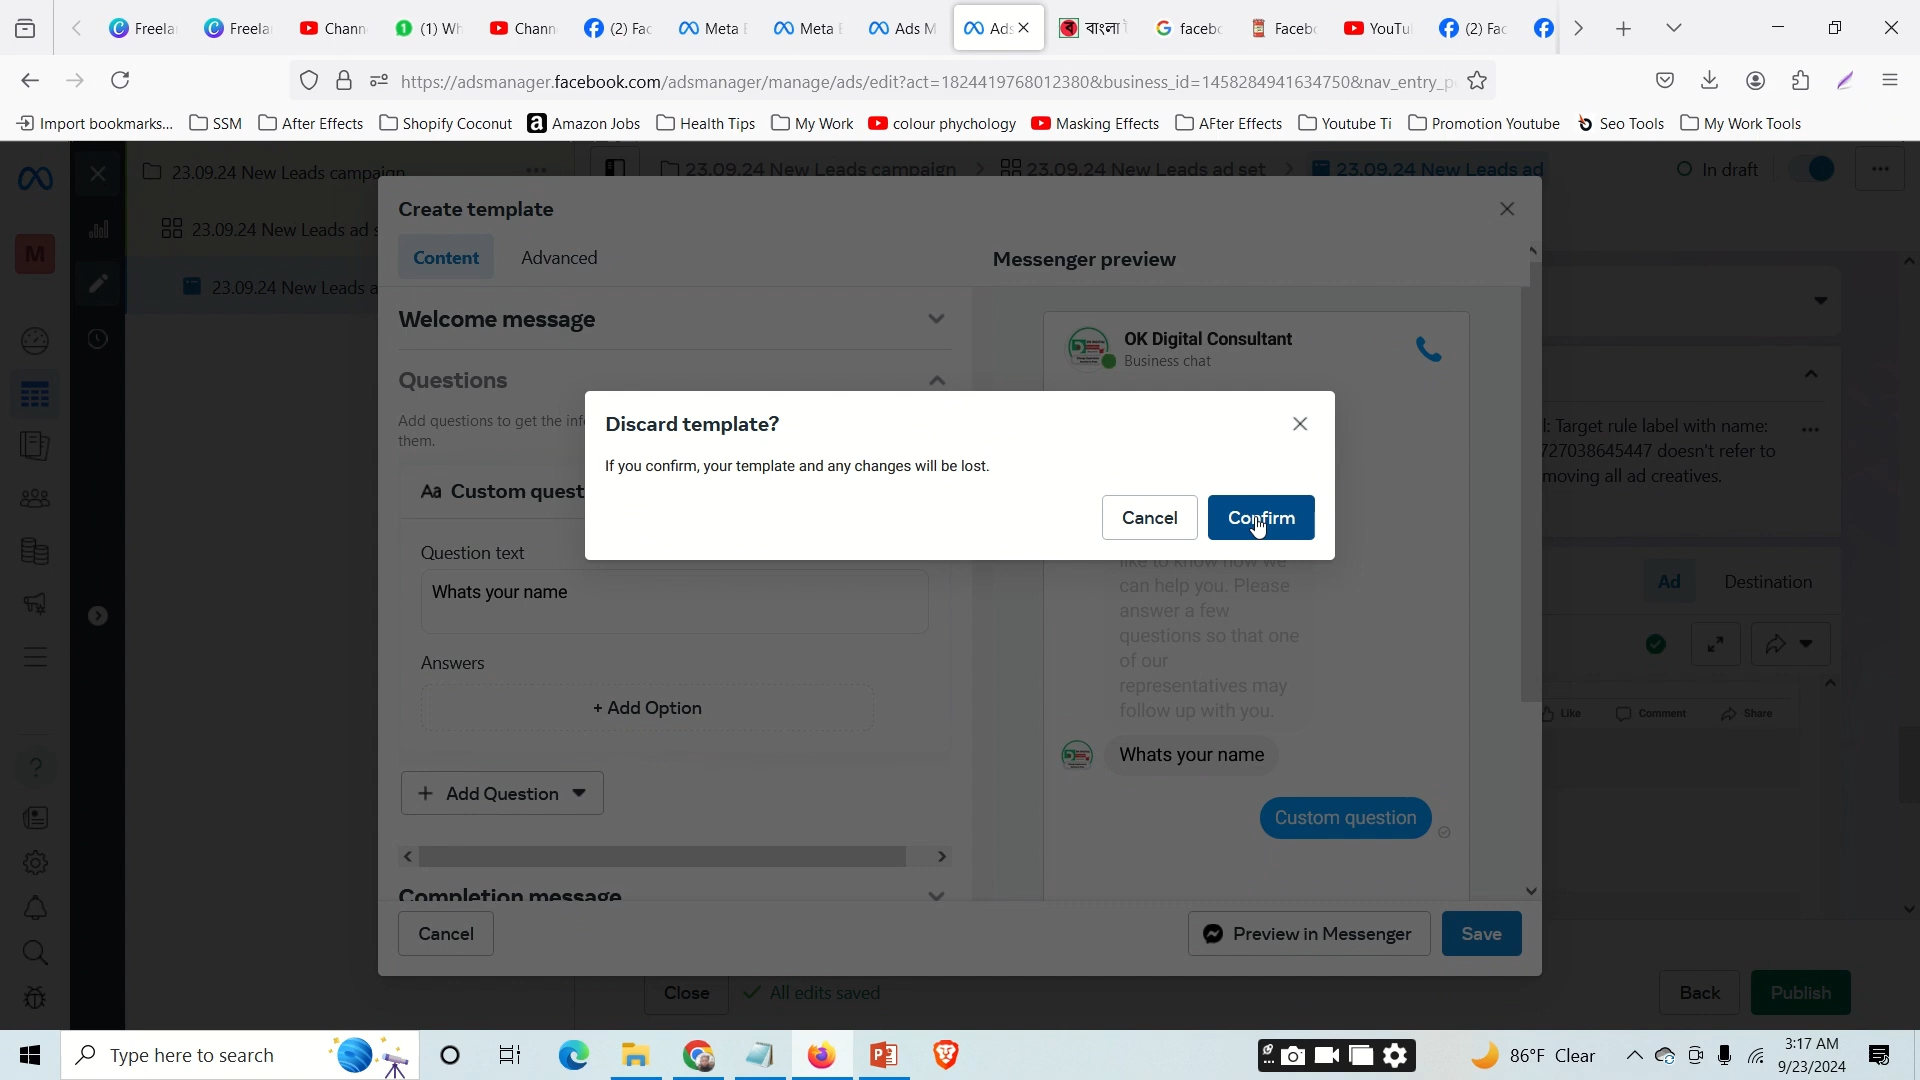 Freelan
Freelan
Chann
(1) Wh
Chann
(2) Fac
Meta
Meta
Ads M
Ads
বাংলা
facebo
Facebo
YouTu
(2) Fac
https://adsmanager.facebook.com/adsmanager/manage/ads/edit?act=1824419768012380&business_id=1458284941634750&nav_entry_p
Import bookmarks...
SSM
After Effects
Shopify Coconut
Amazon Jobs
Health Tips
My Work
colour phychology
Masking Effects
AFter Effects
Youtube Ti
Promotion Youtube
Seo Tools
My Work Tools
23.09.24 New Leads campaign
23.09.24 New Leads campaign
23.09.24 New Leads ad set
23.09.24 New Leads ad
In draft
M
23.09.24 New Leads ad s
23.09.24 New Leads a
Create template
Content
Advanced
Messenger preview
Welcome message
Questions
Add questions to get the inf
them.
Aa Custom quest
Question text
Whats your name
Answers
+ Add Option
+ Add Question
Completion message
OK Digital Consultant
Business chat
like to know how we
can help you. Please
answer a few
questions so that one
of our
representatives may
follow up with you.
Whats your name
Custom question
Discard template?
If you confirm, your template and any changes will be lost.
Cancel
Confirm
Cancel
Preview in Messenger
Save
l: Target rule label with name:
727038645447 doesn't refer to
moving all ad creatives.
Ad
Destination
Like
Comment
Share
Close
All edits saved
Back
Publish
Type here to search
86°F Clear
3:17 AM
9/23/2024